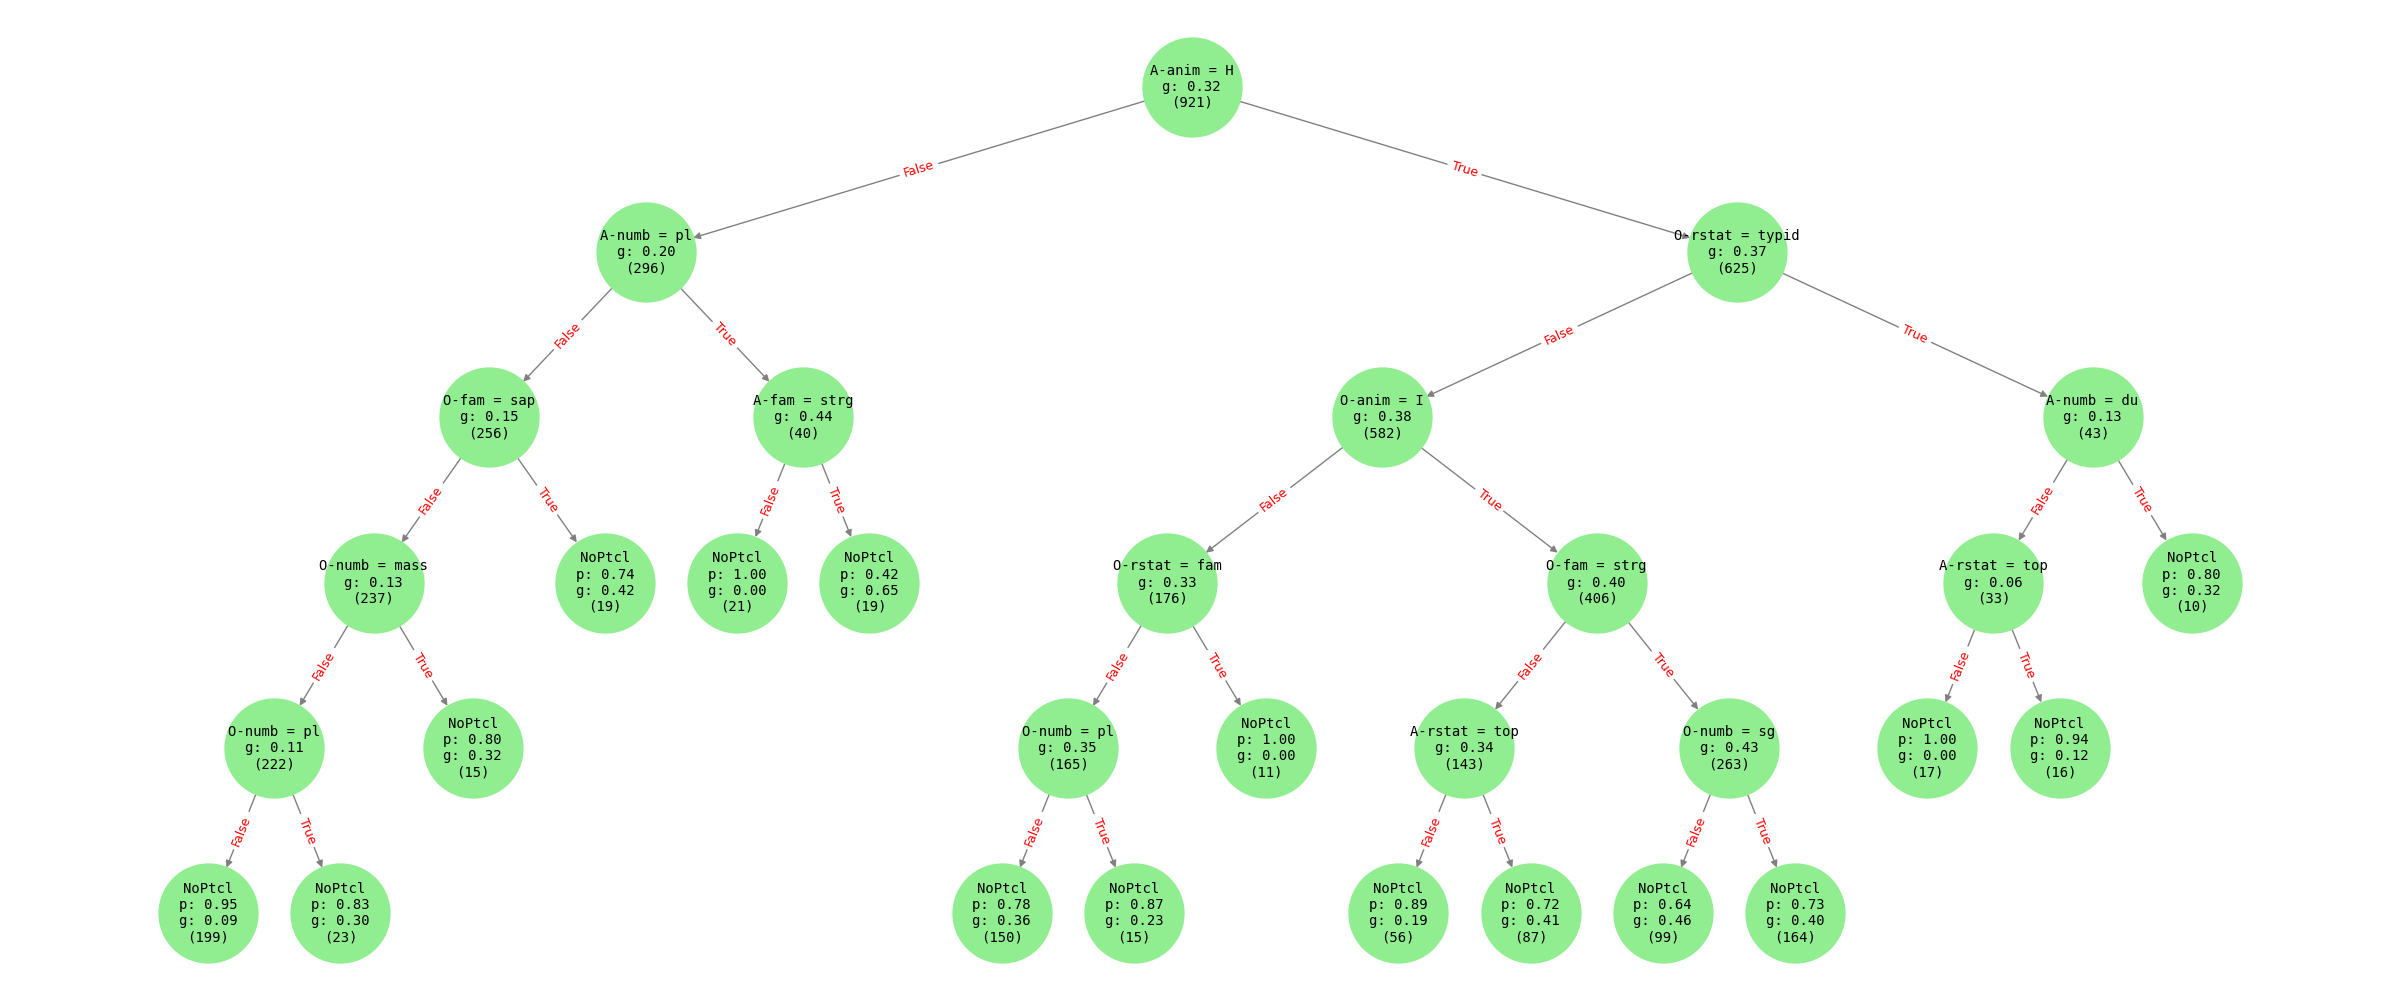 A-anim = H
g: 0.32
(921)
False
True
A-numb = pl
g: 0.20
(296)
O-rstat = typid
g: 0.37
(625)
False
True
False
True
O-fam = sap
g: 0.15
(256)
A-fam = strg
g: 0.44
(40)
O-anim = I
g: 0.38
(582)
A-numb = du
g: 0.13
(43)
False
True
False
True
False
True
False
True
O-numb = mass
g: 0.13
(237)
NoPtcl
p: 0.74
g: 0.42
(19)
NoPtcl
p: 1.00
g: 0.00
(21)
NoPtcl
p: 0.42
g: 0.65
(19)
O-rstat = fam
g: 0.33
(176)
O-fam = strg
g: 0.40
(406)
A-rstat = top
g: 0.06
(33)
NoPtcl
p: 0.80
g: 0.32
(10)
False
True
False
True
False
True
False
True
O-numb = pl
g: 0.11
(222)
NoPtcl
p: 0.80
g: 0.32
(15)
O-numb = pl
g: 0.35
(165)
NoPtcl
p: 1.00
g: 0.00
(11)
A-rstat = top
g: 0.34
(143)
O-numb = sg
g: 0.43
(263)
NoPtcl
p: 1.00
g: 0.00
(17)
NoPtcl
p: 0.94
g: 0.12
(16)
False
True
False
True
False
True
False
True
NoPtcl
p: 0.95
g: 0.09
(199)
NoPtcl
p: 0.83
g: 0.30
(23)
NoPtcl
p: 0.78
g: 0.36
(150)
NoPtcl
p: 0.87
g: 0.23
(15)
NoPtcl
p: 0.89
g: 0.19
(56)
NoPtcl
p: 0.72
g: 0.41
(87)
NoPtcl
p: 0.64
g: 0.46
(99)
NoPtcl
p: 0.73
g: 0.40
(164)